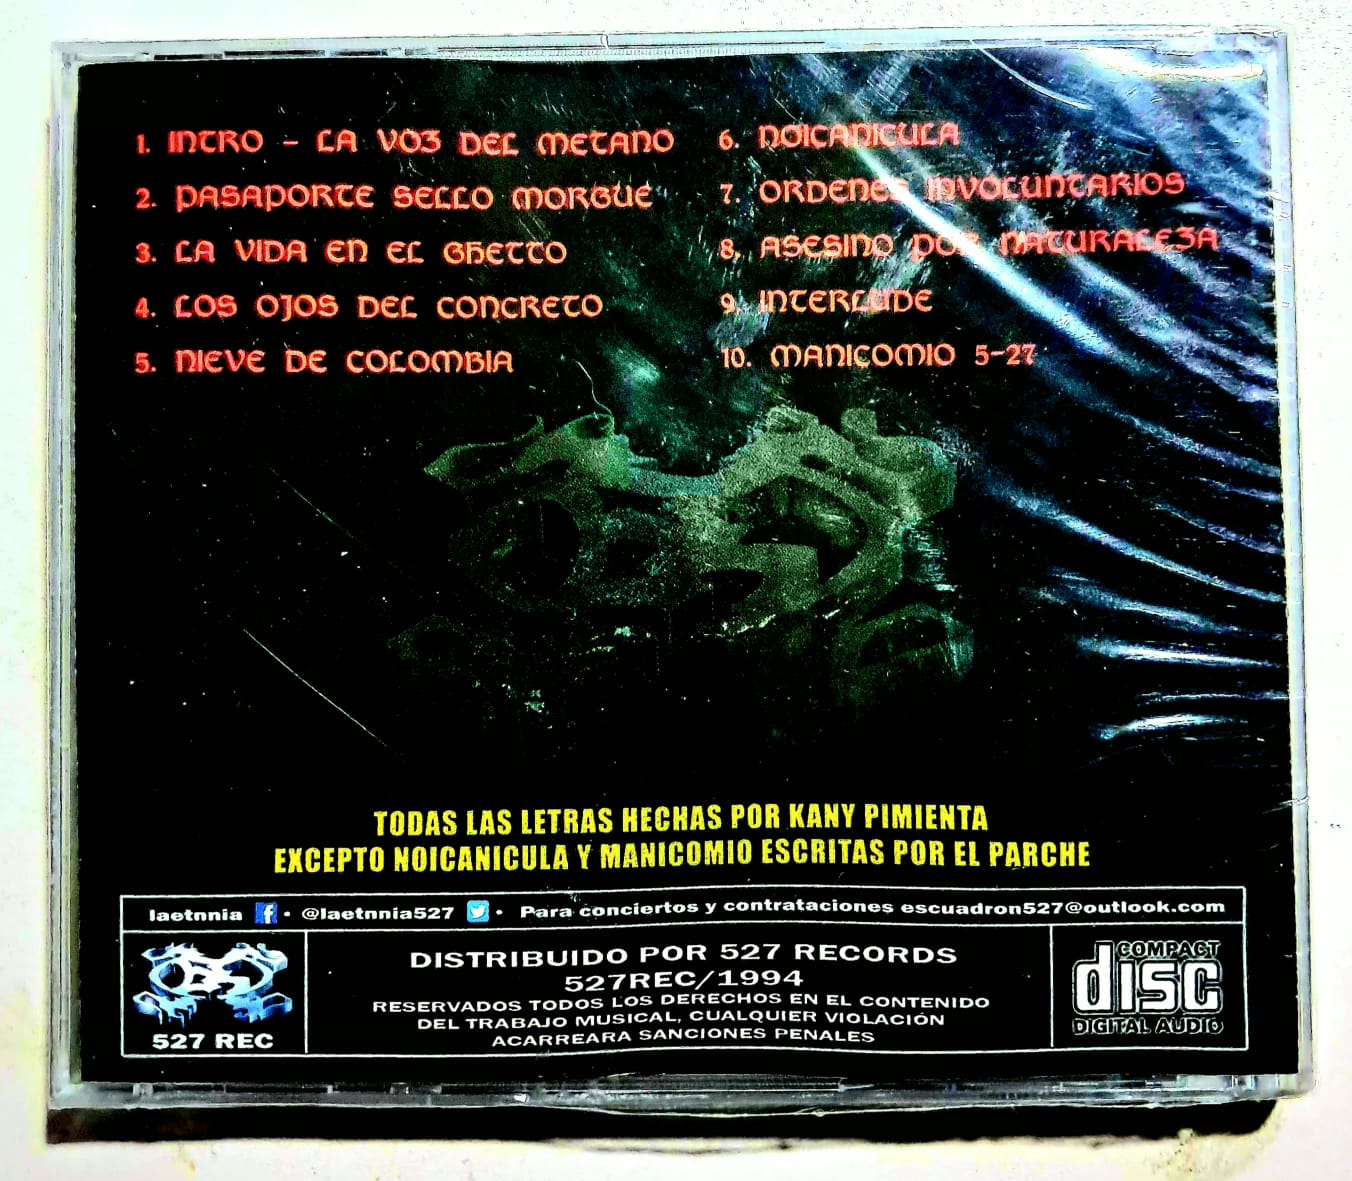 1. INTRO - LA VOZ DEL METANO
2. PASAPORTE SELLO MORGUE
3. LA VIDA EN EL GHETTO
4. LOS OJOS DEL CONCRETO
5. NIEVE DE COLOMBIA
6. NOICANICULA
7. ORDENES INVOLUNTARIOS
8. ASESINO POR NATURALEZA
9. INTERLUDE
10. MANICOMIO 5-27
TODAS LAS LETRAS HECHAS POR KANY PIMIENTA
EXCEPTO NOICANICULA Y MANICOMIO ESCRITAS POR EL PARCHE
laetnnia f • @laetnnia527 • Para conciertos y contrataciones escuadron527@outlook.com
527 REC
DISTRIBUIDO POR 527 RECORDS
527REC/1994
RESERVADOS TODOS LOS DERECHOS EN EL CONTENIDO
DEL TRABAJO MUSICAL, CUALQUIER VIOLACIÓN
ACARREARA SANCIONES PENALES
COMPACT
disc
DIGITAL AUDIO